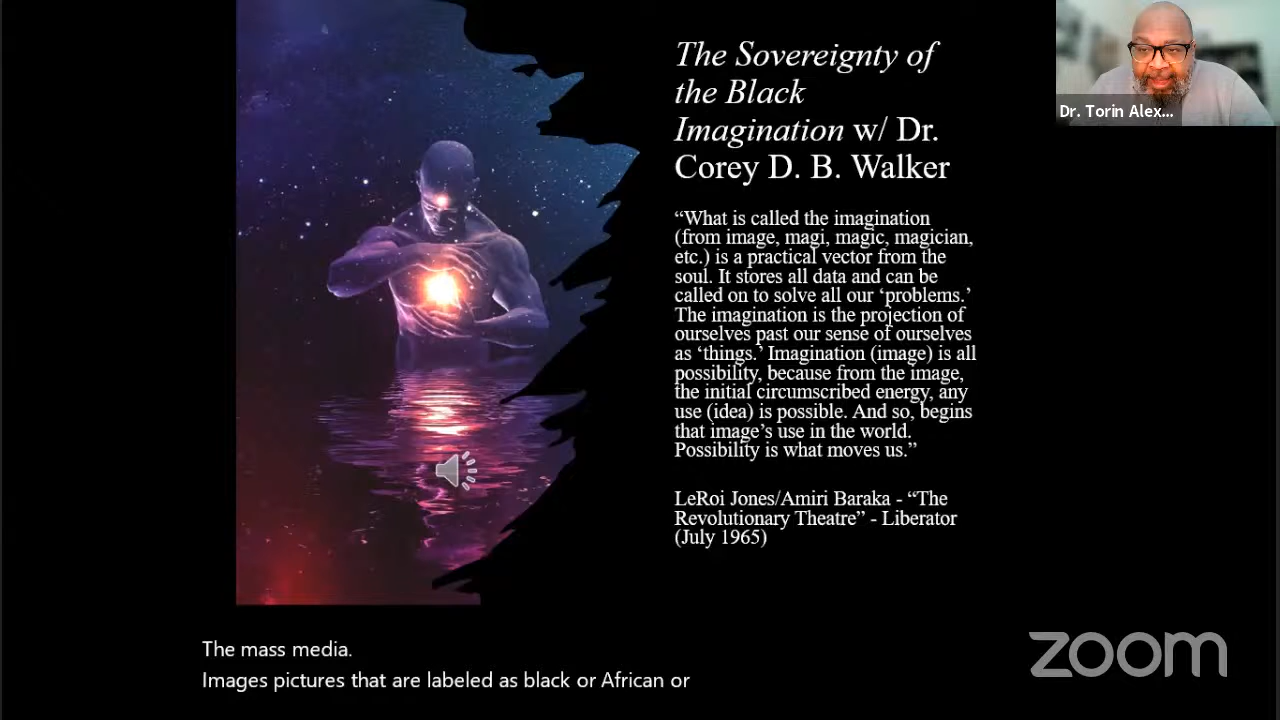 The Sovereignty of
the Black
Imagination w/ Dr.
Corey D. B. Walker
“What is called the imagination
(from image, magi, magic, magician,
etc.) is a practical vector from the
soul. It stores all data and can be
called on to solve all our ‘problems.’
The imagination is the projection of
ourselves past our sense of ourselves
as ‘things.’ Imagination (image) is all
possibility, because from the image,
the initial circumscribed energy, any
use (idea) is possible. And so, begins
that image’s use in the world.
Possibility is what moves us.”
LeRoi Jones/Amiri Baraka - “The
Revolutionary Theatre” - Liberator
(July 1965)
Dr. Torin Alex...
The mass media.
Images pictures that are labeled as black or African or
zoom